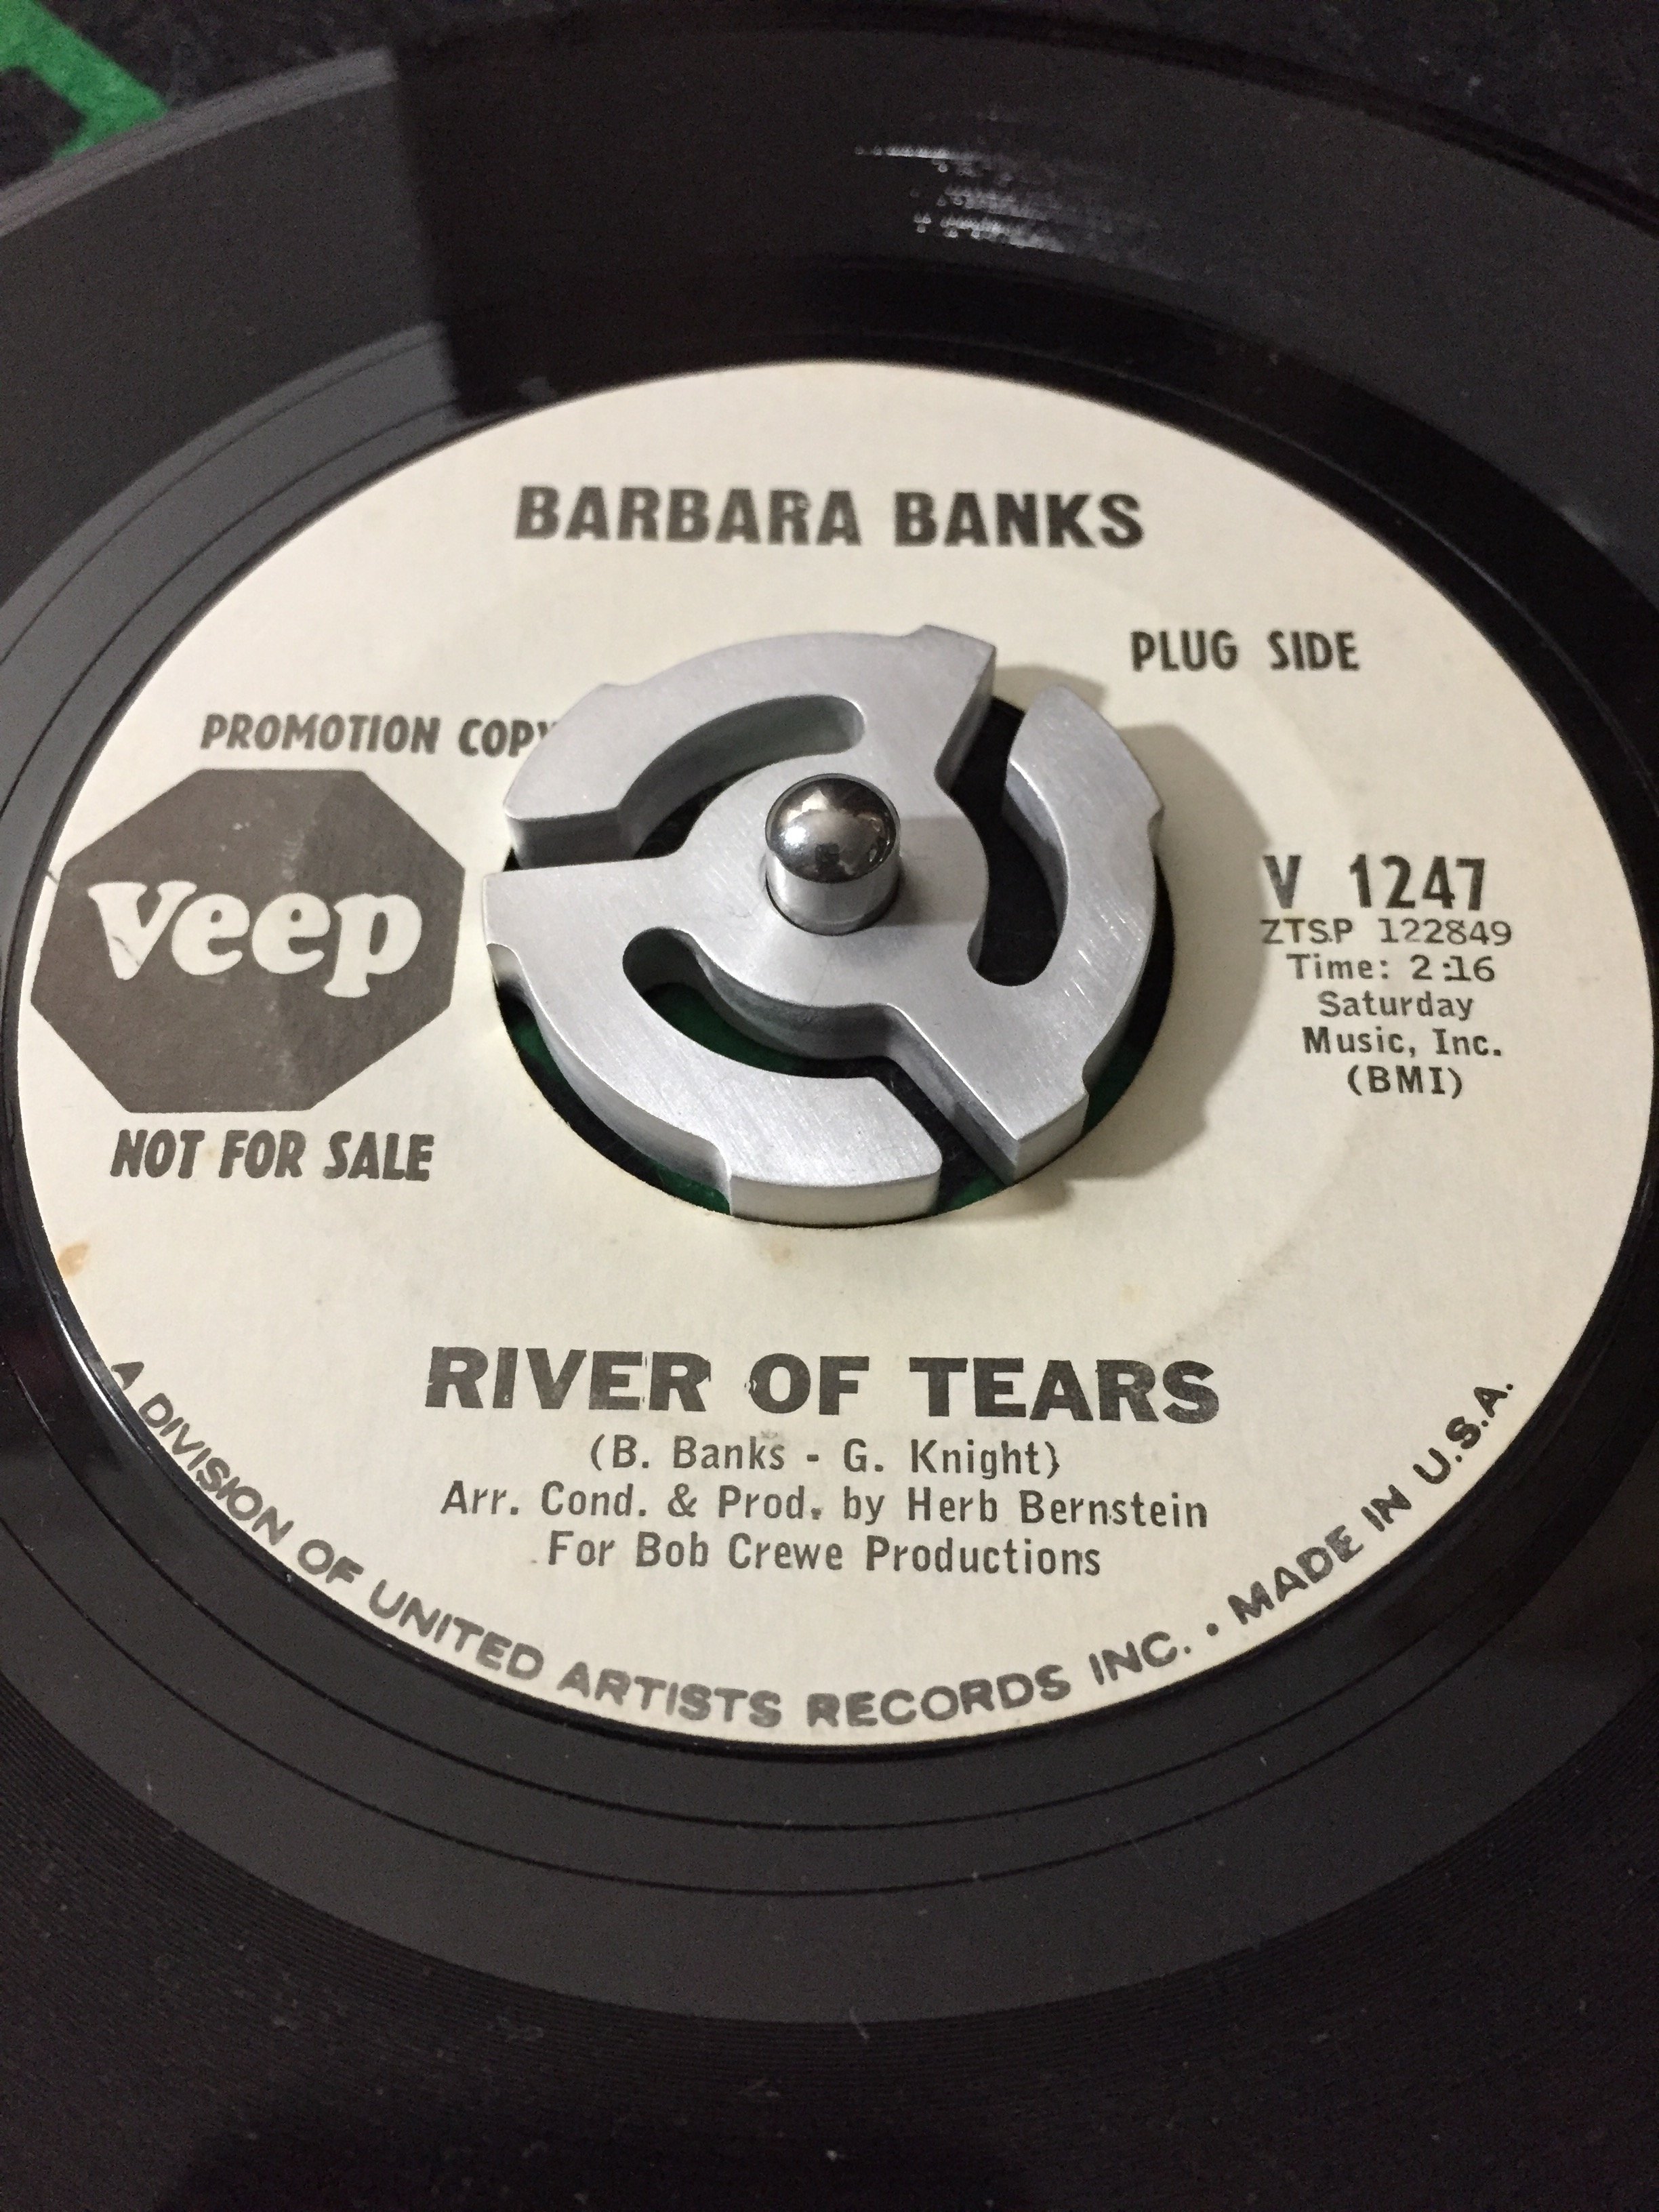 BARBARA BANKS
PLUG SIDE
PROMOTION COPY
veep
NOT FOR SALE
V 1247
ZTSP 122849
Time: 2:16
Saturday
Music, Inc.
(BMI)
RIVER OF TEARS
(B. Banks - G. Knight)
Arr. Cond. & Prod. by Herb Bernstein
For Bob Crewe Productions
A DIVISION OF UNITED ARTISTS RECORDS INC. • MADE IN U.S.A.